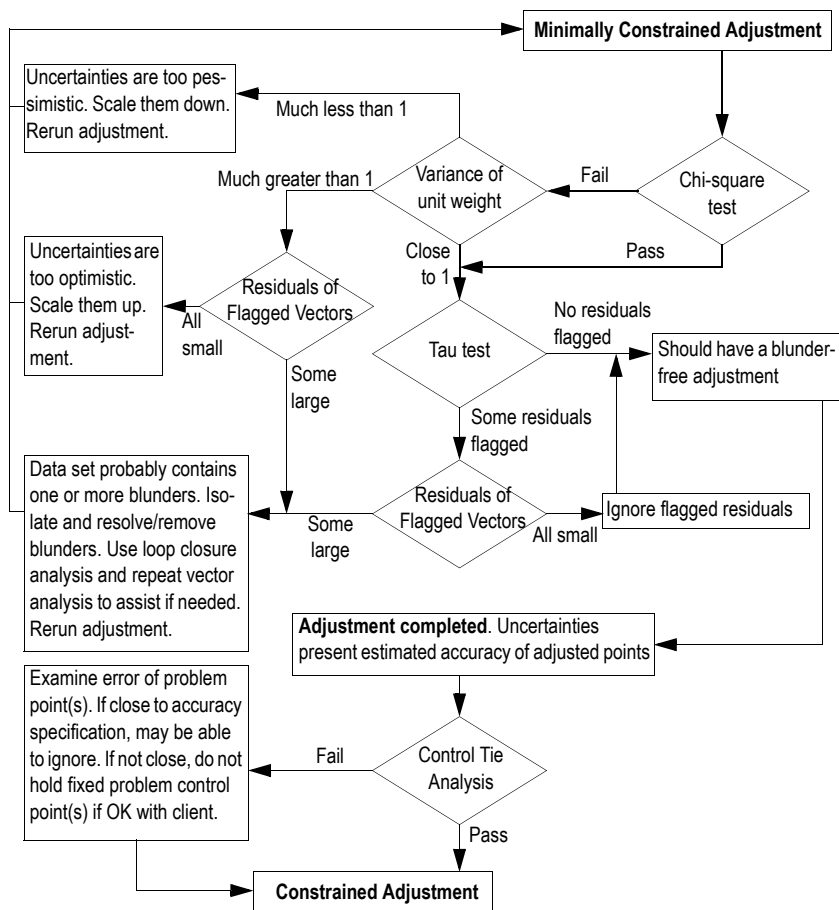 Minimally Constrained Adjustment
Uncertainties are too pes-
simistic. Scale them down.
Rerun adjustment.
Much less than 1
Much greater than 1
Variance of
unit weight
Fail
Chi-square
test
Uncertainties are
too optimistic.
Scale them up.
Rerun adjust-
ment.
All
small
Residuals of
Flagged Vectors
Close
to 1
Pass
Some
large
Tau test
No residuals
flagged
Should have a blunder-
free adjustment
Some residuals
flagged
Data set probably contains
one or more blunders. Iso-
late and resolve/remove
blunders. Use loop closure
analysis and repeat vector
analysis to assist if needed.
Rerun adjustment.
Some
large
Residuals of
Flagged Vectors
All small
Ignore flagged residuals
Adjustment completed. Uncertainties
present estimated accuracy of adjusted points
Examine error of problem
point(s). If close to accuracy
specification, may be able
to ignore. If not close, do not
hold fixed problem control
point(s) if OK with client.
Fail
Control Tie
Analysis
Pass
Constrained Adjustment